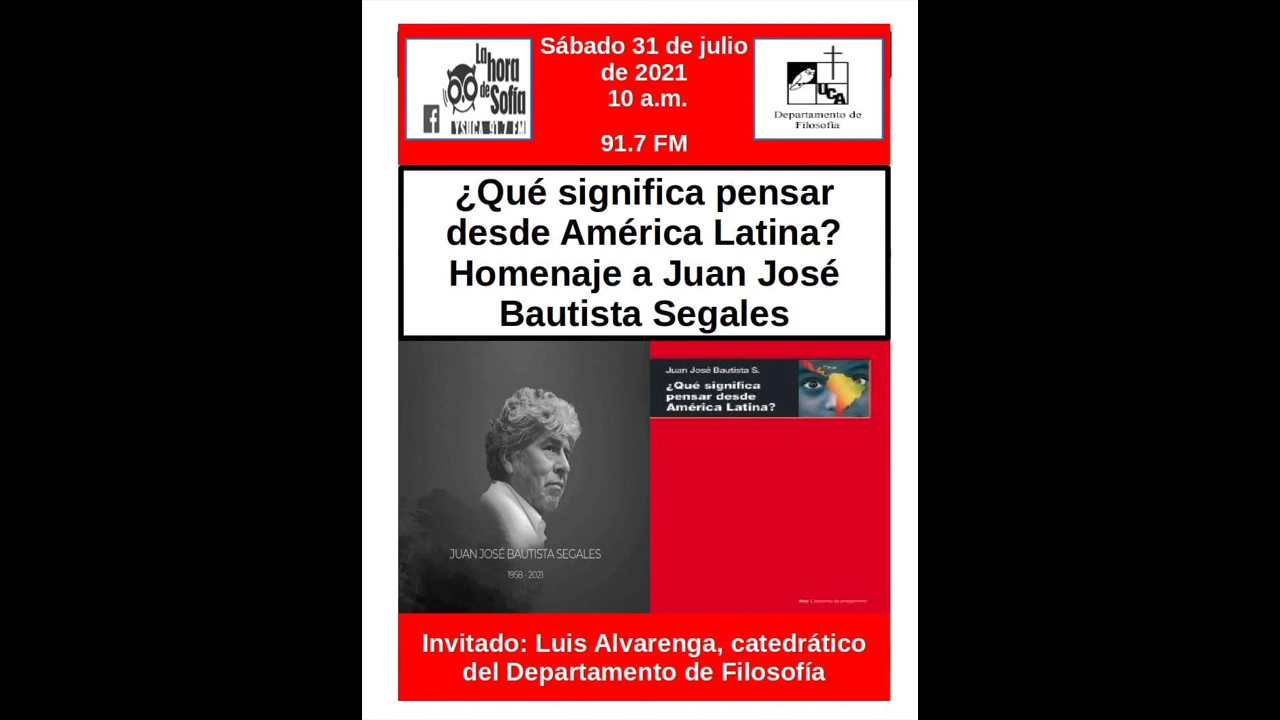 La
hora
de
Sofía
YSUCA 91.7 FM
Sábado 31 de julio
de 2021
10 a.m.
91.7 FM
UCA
Departamento de
Filosofía
¿Qué significa pensar
desde América Latina?
Homenaje a Juan José
Bautista Segales
JUAN JOSÉ BAUTISTA SEGALES
1958 - 2021
Juan José Bautista S.
¿Qué significa
pensar desde
América Latina?
Invitado: Luis Alvarenga, catedrático
del Departamento de Filosofía